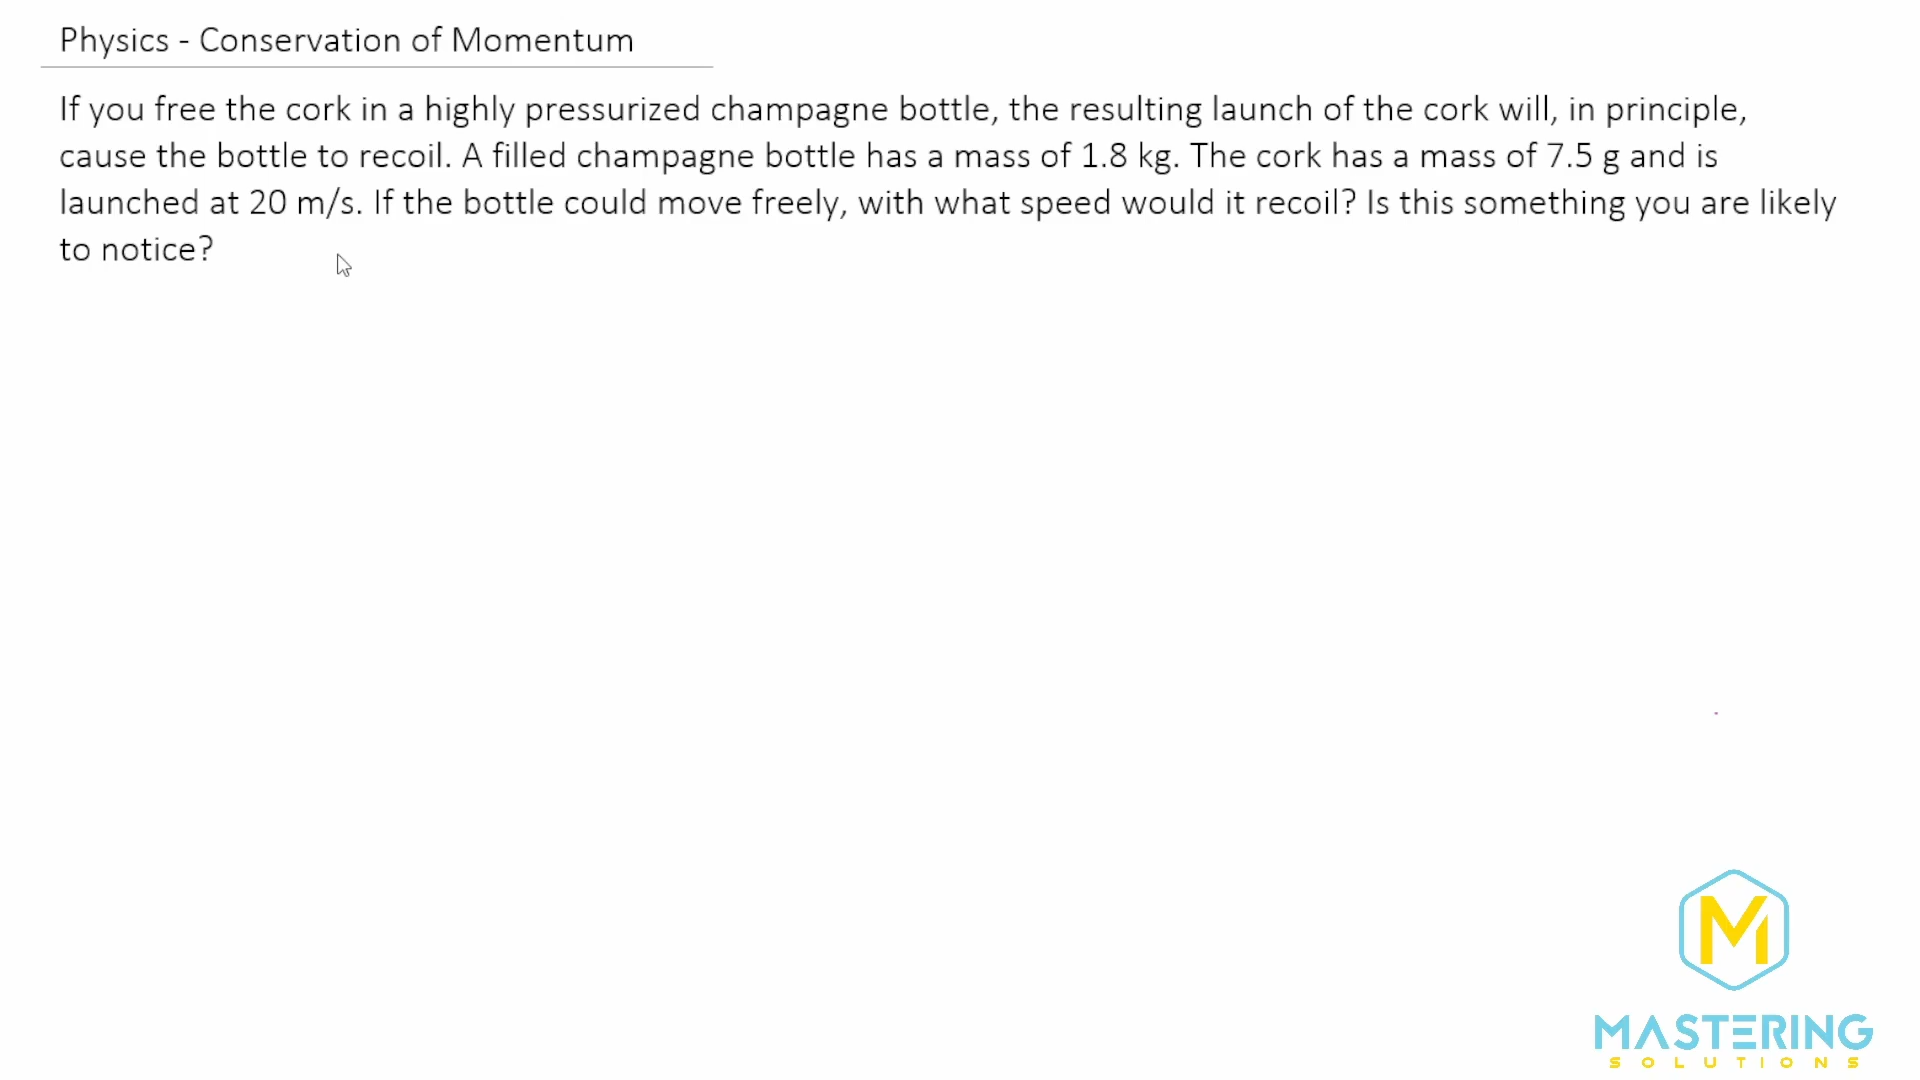 Physics - Conservation of Momentum
If you free the cork in a highly pressurized champagne bottle, the resulting launch of the cork will, in principle,
cause the bottle to recoil. A filled champagne bottle has a mass of 1.8 kg. The cork has a mass of 7.5 g and is
launched at 20 m/s. If the bottle could move freely, with what speed would it recoil? Is this something you are likely
to notice?
M
MASTERING
SOLUTIONS